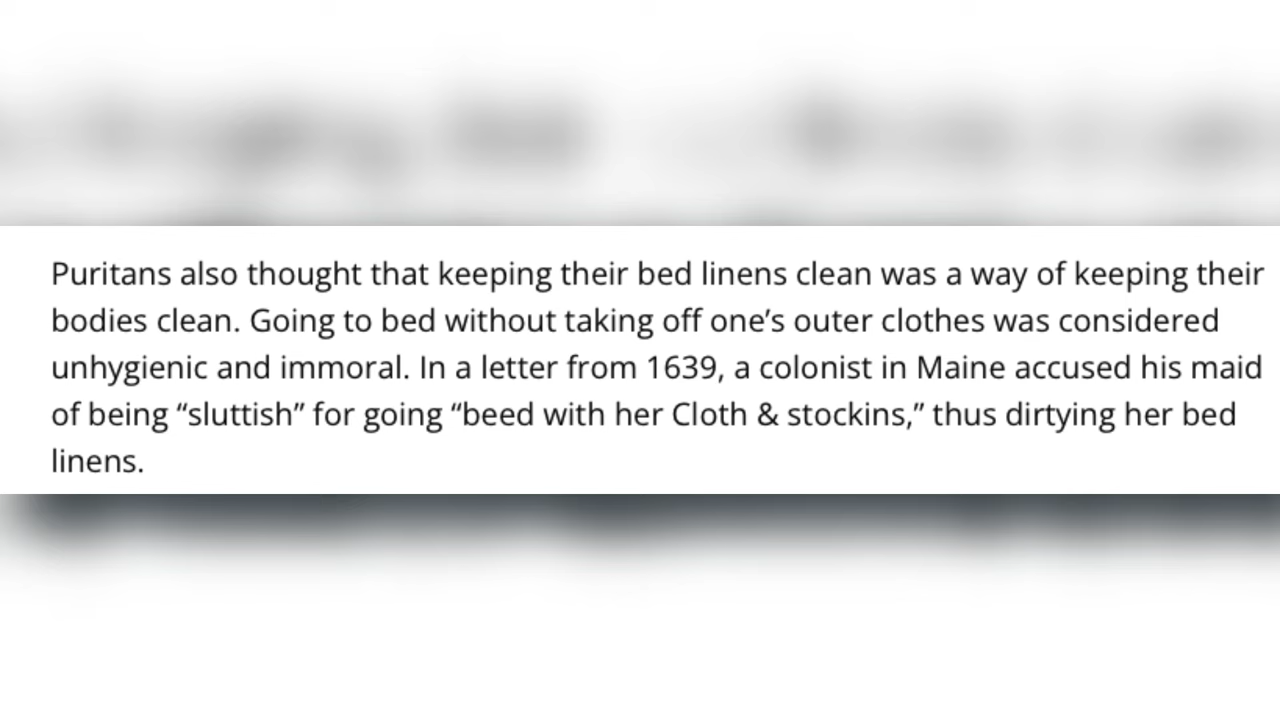 Puritans also thought that keeping their bed linens clean was a way of keeping their
bodies clean. Going to bed without taking off one’s outer clothes was considered
unhygienic and immoral. In a letter from 1639, a colonist in Maine accused his maid
of being “sluttish” for going “beed with her Cloth & stockins,” thus dirtying her bed
linens.